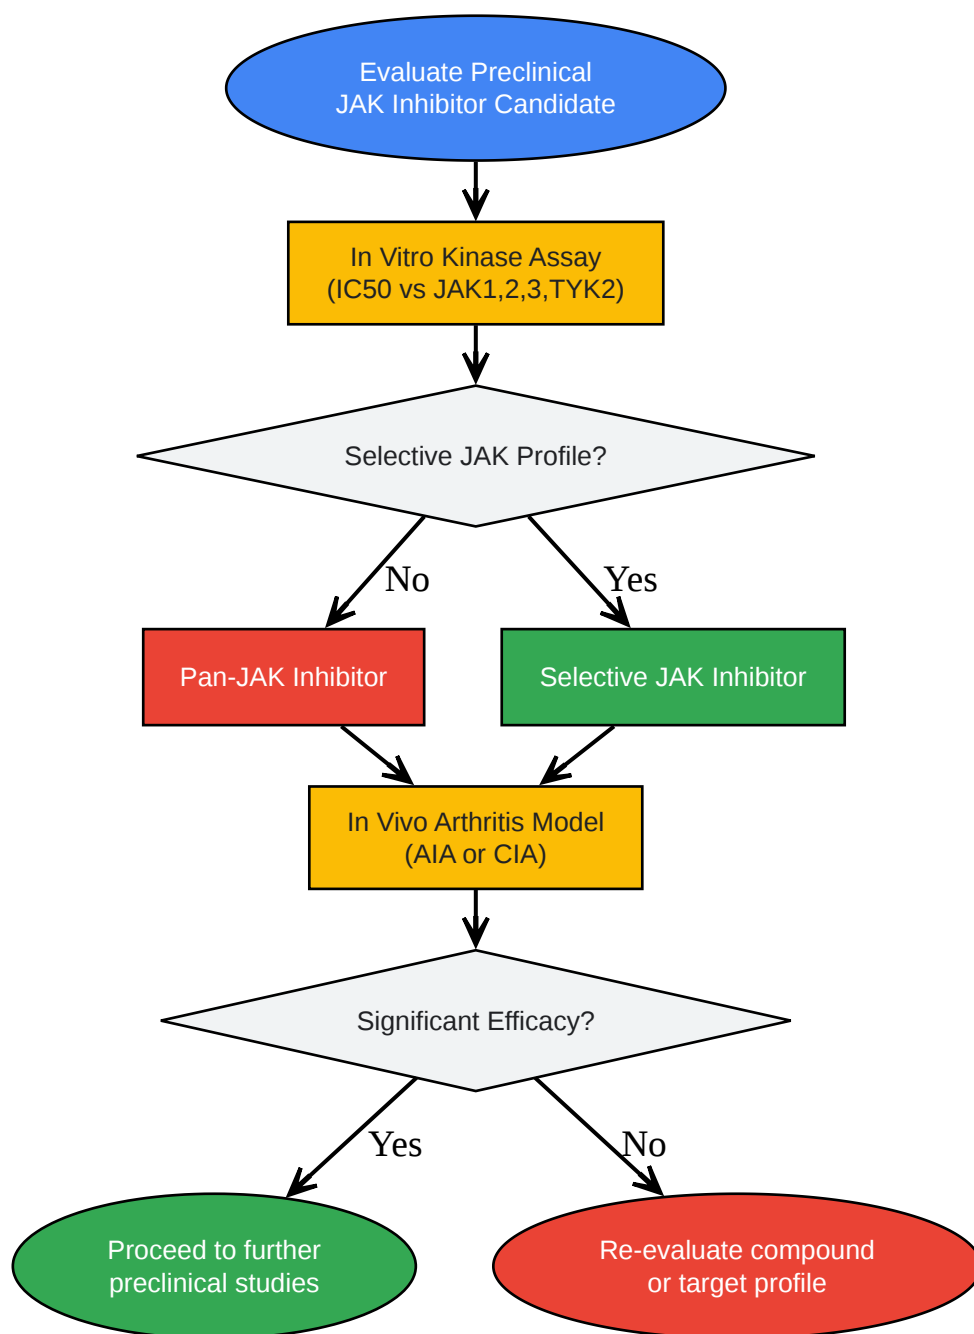 Evaluate Preclinical
JAK Inhibitor Candidate
In Vitro Kinase Assay
(IC50 vs JAK1,2,3,TYK2)
Selective JAK Profile?
No
Yes
Pan-JAK Inhibitor
Selective JAK Inhibitor
In Vivo Arthritis Model
(AIA or CIA)
Significant Efficacy?
Yes
No
Proceed to further
preclinical studies
Re-evaluate compound
or target profile